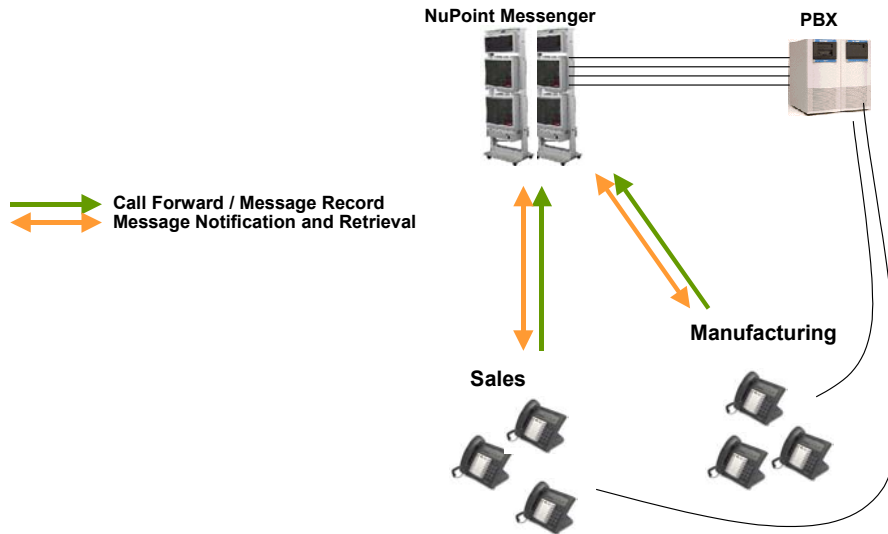 NuPoint Messenger
PBX
Call Forward / Message Record
Message Notification and Retrieval
Manufacturing
Sales